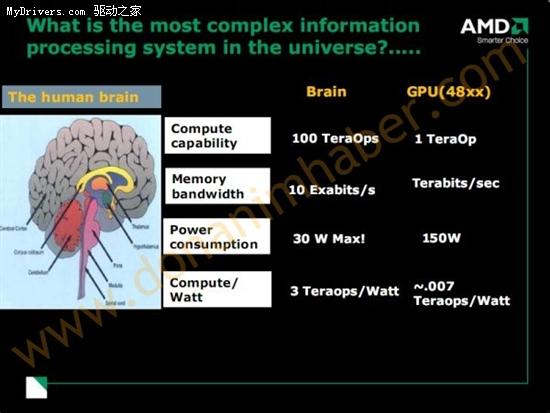 MyDrivers.com 驱动之家
What is the most complex information
processing system in the universe?.....
AMD
Smarter Choice
The human brain
Brain
GPU(48xx)
Compute
capability
100 TeraOps
1 TeraOp
Memory
bandwidth
10 Exabits/s
Terabits/sec
Power
consumption
30 W Max!
150W
Compute/
Watt
3 Teraops/Watt
~.007
Teraops/Watt
Cerebral Cortex
Corpus callosum
Cerebellum
Thalamus
Hypothalamus
Pons
Medulla
Spinal cord
www.donanimhaber.com